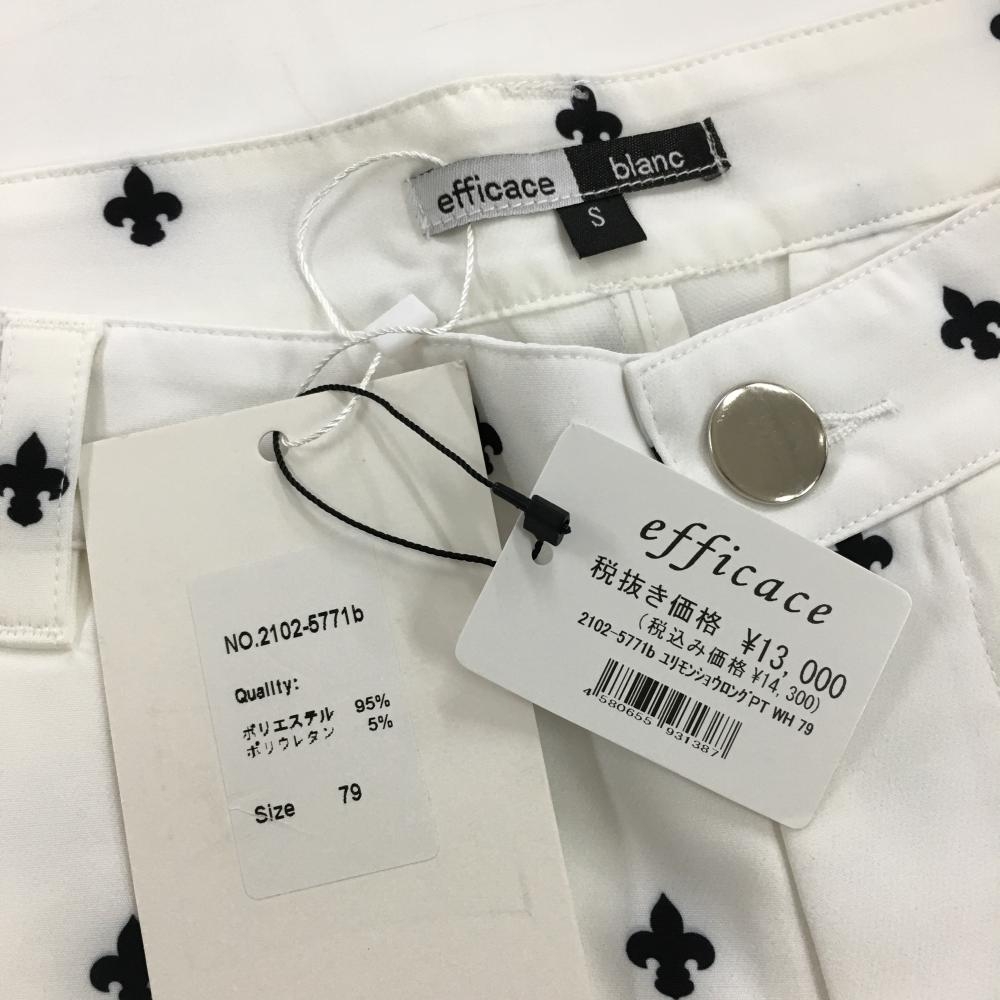 efficace blanc
S
NO.2102-5771b
Quality:
ポリエステル 95%
ポリウレタン 5%
Size 79
efficace
税抜き価格 ¥13,000
(税込み価格 ¥14,300)
2102-5771b ユリモンショウロングPT WH 79
4 580655 931387